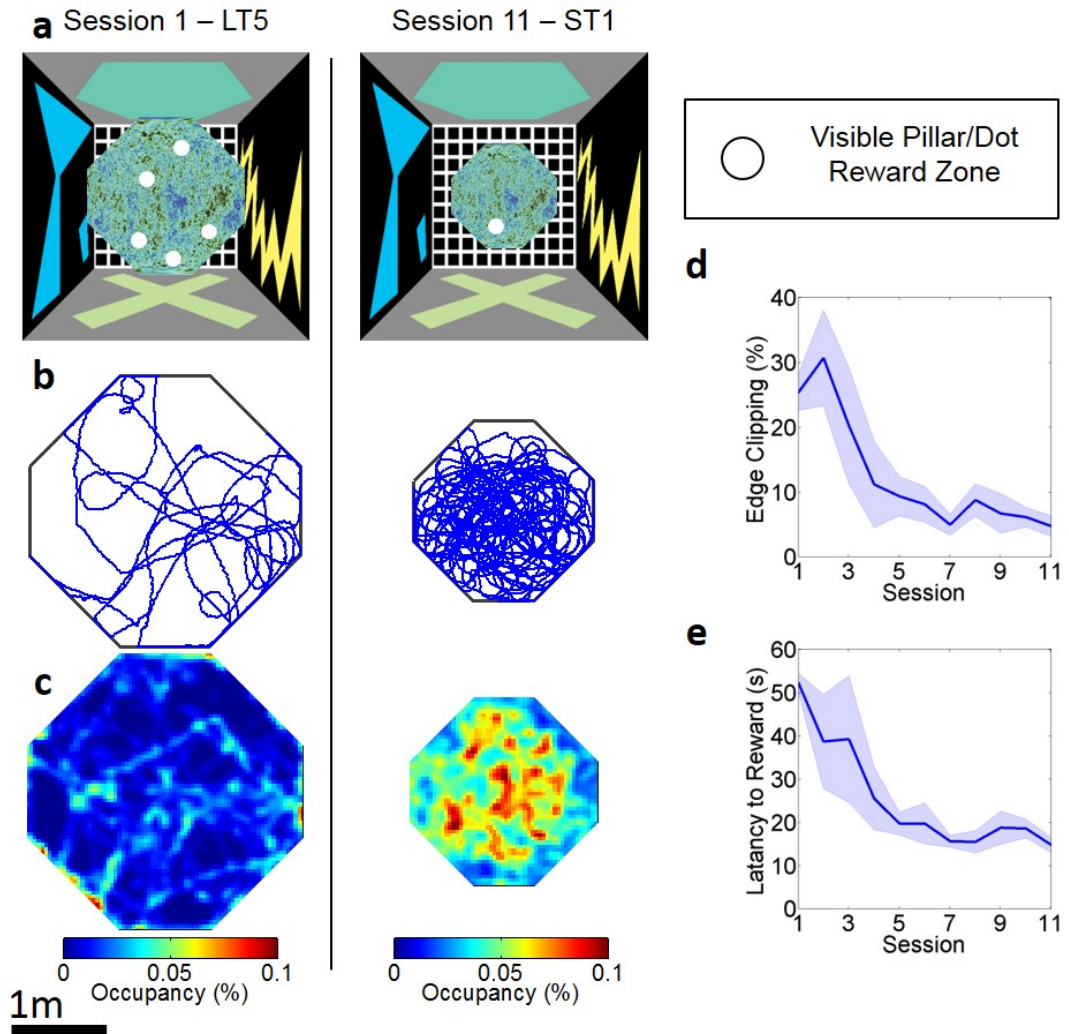 a
Session 1 – LT5
Session 11 – ST1
Visible Pillar/Dot
Reward Zone
b
c
0
0.05
0.1
Occupancy (%)
0
0.05
0.1
Occupancy (%)
1m
d
40
30
20
10
0
Edge Clipping (%)
1
3
5
7
9
11
Session
e
60
50
40
30
20
10
0
Latancy to Reward (s)
1
3
5
7
9
11
Session